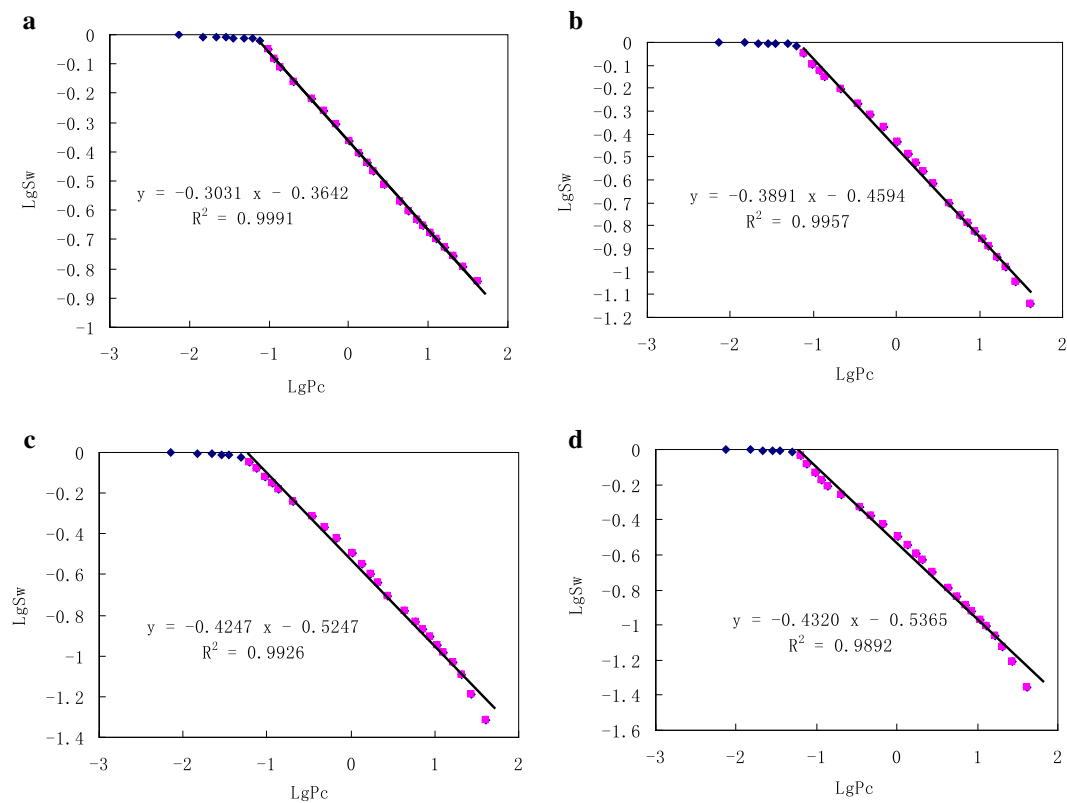 a
0
-0.1
-0.2
-0.3
-0.4
-0.5
-0.6
-0.7
-0.8
-0.9
-1
LgSw
y = -0.3031 x - 0.3642
R² = 0.9991
-3 -2 -1 0 1 2
LgPc
b
0
-0.1
-0.2
-0.3
-0.4
-0.5
-0.6
-0.7
-0.8
-0.9
-1
-1.1
-1.2
LgSw
y = -0.3891 x - 0.4594
R² = 0.9957
-3 -2 -1 0 1 2
LgPc
c
0
-0.2
-0.4
-0.6
-0.8
-1
-1.2
-1.4
LgSw
y = -0.4247 x - 0.5247
R² = 0.9926
-3 -2 -1 0 1 2
LgPc
d
0
-0.2
-0.4
-0.6
-0.8
-1
-1.2
-1.4
-1.6
LgSw
y = -0.4320 x - 0.5365
R² = 0.9892
-3 -2 -1 0 1 2
LgPc